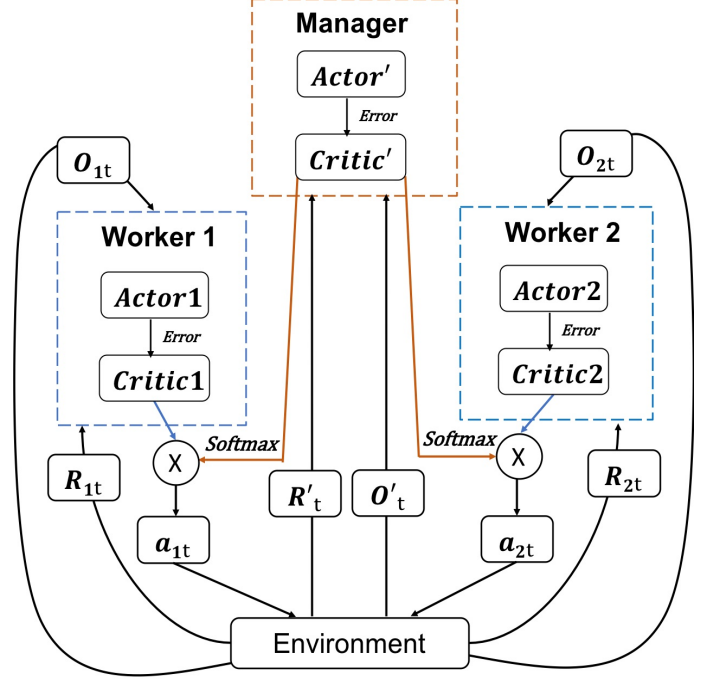 Manager
Actor′
Error
Critic′
O1t
O2t
Worker 1
Actor1
Error
Critic1
Worker 2
Actor2
Error
Critic2
Softmax
Softmax
X
X
R1t
R′t
O′t
R2t
a1t
a2t
Environment